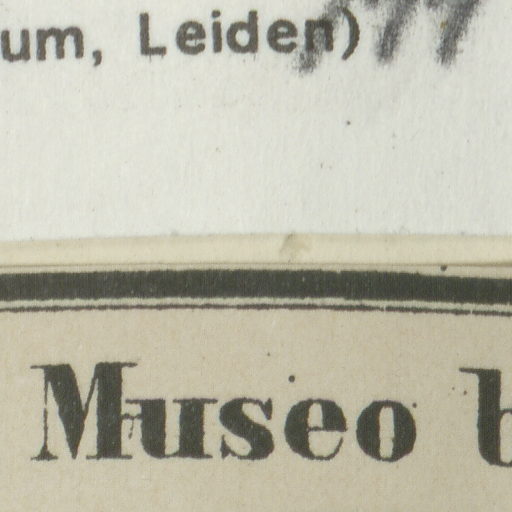 um, Leiden)
Museo b